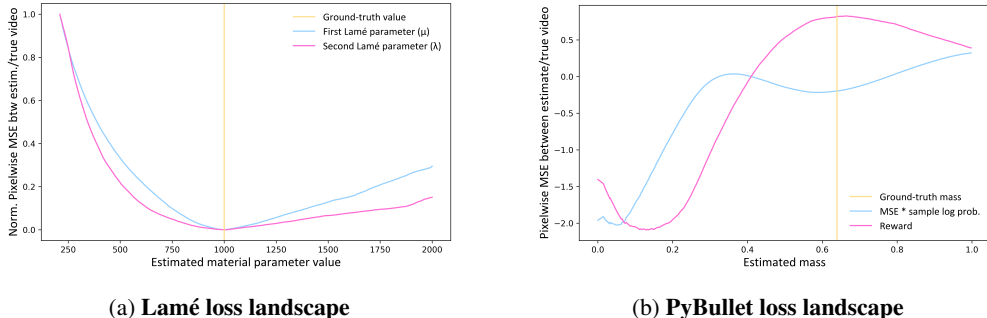 Norm. Pixelwise MSE btw estim./true video
1.0
0.8
0.6
0.4
0.2
0.0
Ground-truth value
First Lamé parameter (μ)
Second Lamé parameter (λ)
250
500
750
1000
1250
1500
1750
2000
Estimated material parameter value
(a) Lamé loss landscape
Pixelwise MSE between estimate/true video
0.5
0.0
−0.5
−1.0
−1.5
−2.0
Ground-truth mass
MSE * sample log prob.
Reward
0.0
0.2
0.4
0.6
0.8
1.0
Estimated mass
(b) PyBullet loss landscape